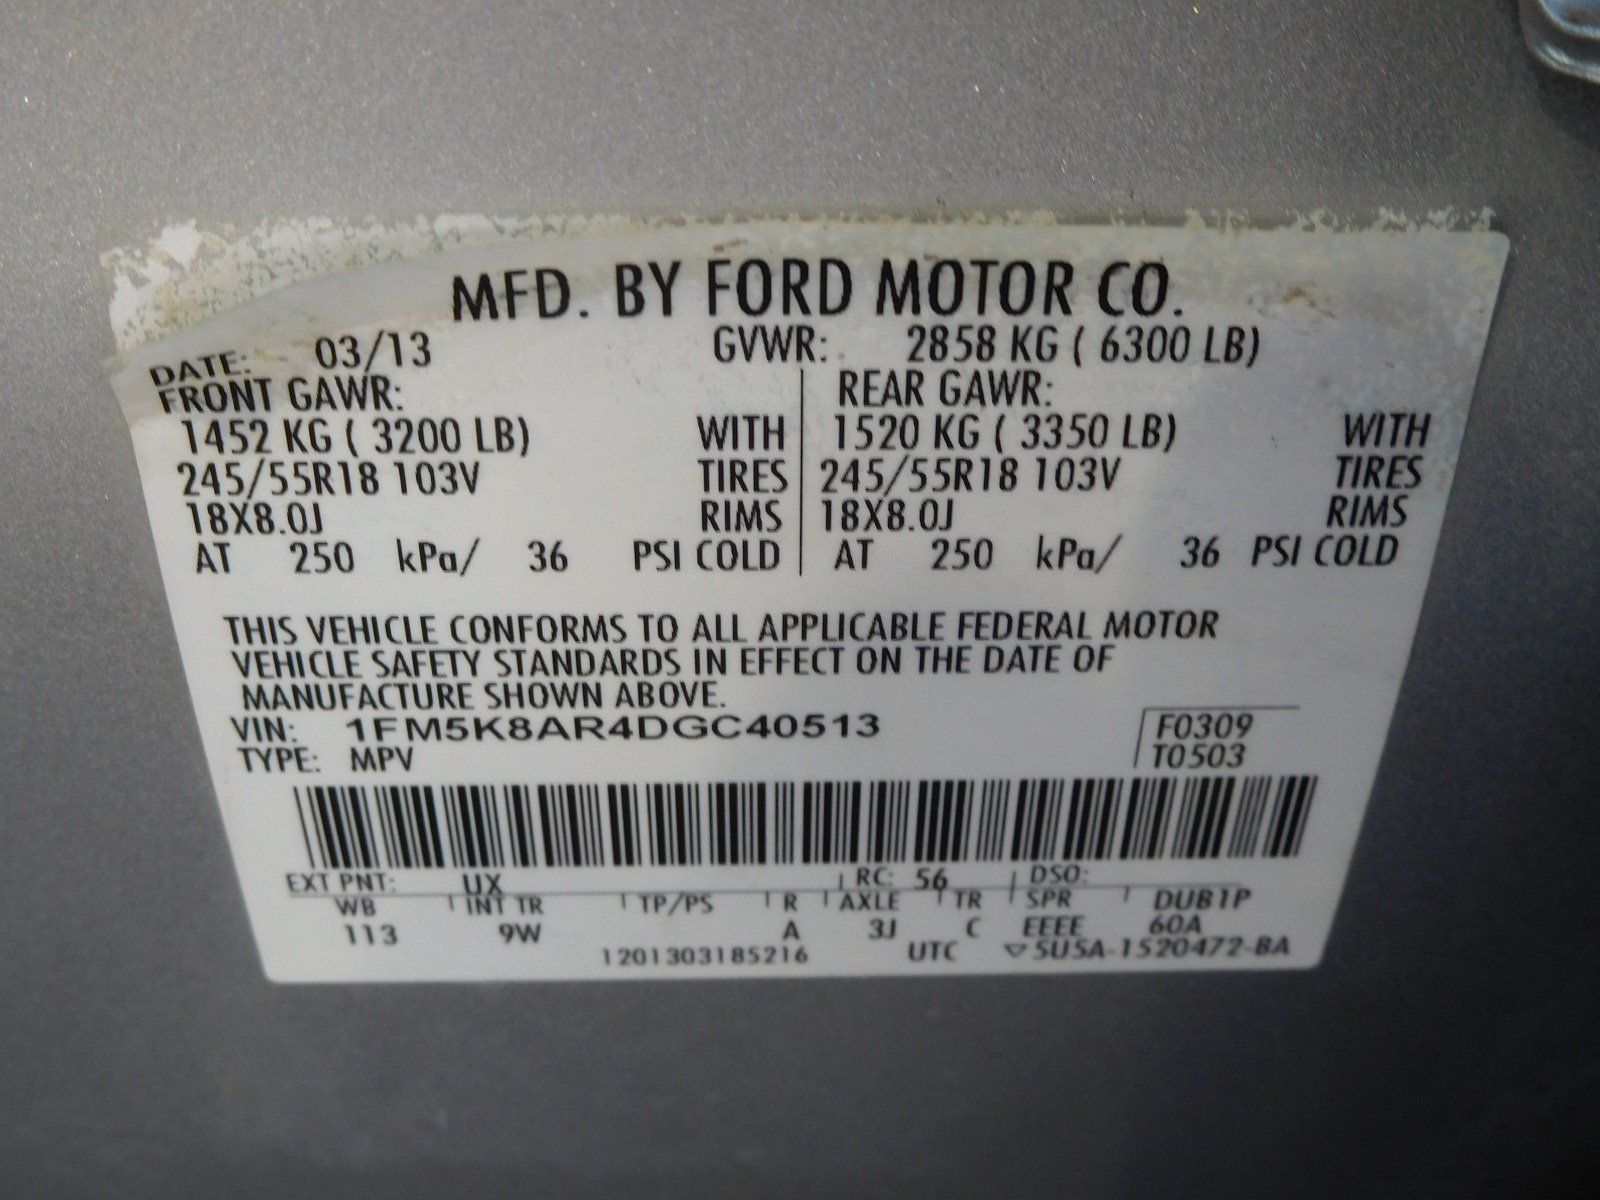 MFD. BY FORD MOTOR CO.
DATE: 03/13 GVWR: 2858 KG ( 6300 LB)
FRONT GAWR: REAR GAWR:
1452 KG ( 3200 LB) WITH 1520 KG ( 3350 LB) WITH
245/55R18 103V TIRES 245/55R18 103V TIRES
18X8.0J RIMS 18X8.0J RIMS
AT 250 kPa/ 36 PSI COLD AT 250 kPa/ 36 PSI COLD
THIS VEHICLE CONFORMS TO ALL APPLICABLE FEDERAL MOTOR
VEHICLE SAFETY STANDARDS IN EFFECT ON THE DATE OF
MANUFACTURE SHOWN ABOVE.
VIN: 1FM5K8AR4DGC40513 F0309
TYPE: MPV T0503
EXT PNT: UX RC: 56 DSO:
WB INT TR TP/PS R AXLE TR SPR DUB1P
113 9W A 3J C EEEE 60A
1201303185216 UTC ▽5U5A-1520472-BA